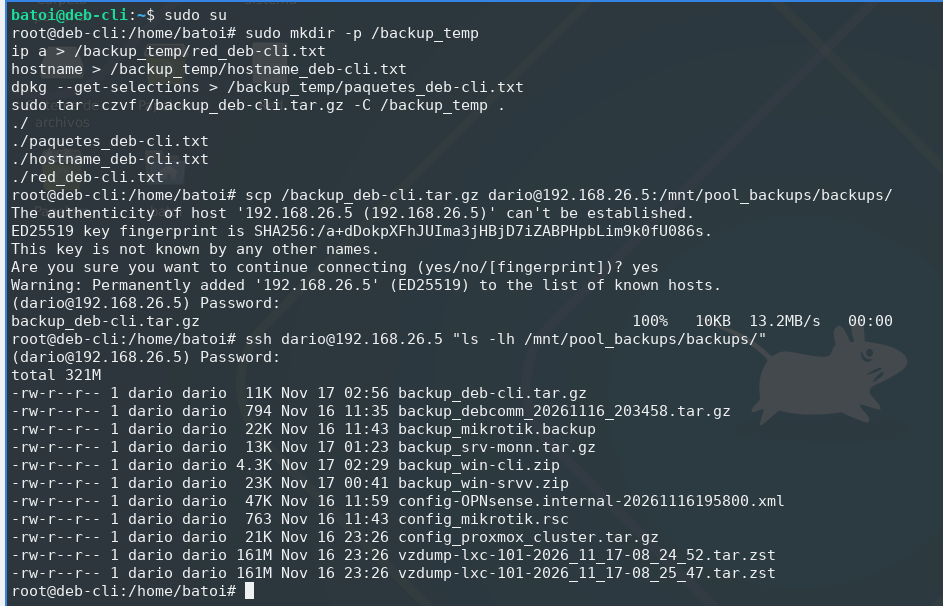 batoi@deb-cli:~$ sudo su
root@deb-cli:/home/batoi# sudo mkdir -p /backup_temp
ip a > /backup_temp/red_deb-cli.txt
hostname > /backup_temp/hostname_deb-cli.txt
dpkg --get-selections > /backup_temp/paquetes_deb-cli.txt
sudo tar -czvf /backup_deb-cli.tar.gz -C /backup_temp .
./
archivos
./paquetes_deb-cli.txt
./hostname_deb-cli.txt
./red_deb-cli.txt
root@deb-cli:/home/batoi# scp /backup_deb-cli.tar.gz dario@192.168.26.5:/mnt/pool_backups/backups/
The authenticity of host '192.168.26.5 (192.168.26.5)' can't be established.
ED25519 key fingerprint is SHA256:/a+dDokpXFhJUIma3jHBjD7iZABPHpbLim9k0fU086s.
This key is not known by any other names.
Are you sure you want to continue connecting (yes/no/[fingerprint])? yes
Warning: Permanently added '192.168.26.5' (ED25519) to the list of known hosts.
(dario@192.168.26.5) Password:
backup_deb-cli.tar.gz 100% 10KB 13.2MB/s 00:00
root@deb-cli:/home/batoi# ssh dario@192.168.26.5 "ls -lh /mnt/pool_backups/backups/"
(dario@192.168.26.5) Password:
total 321M
-rw-r--r-- 1 dario dario 11K Nov 17 02:56 backup_deb-cli.tar.gz
-rw-r--r-- 1 dario dario 794 Nov 16 11:35 backup_debcomm_20261116_203458.tar.gz
-rw-r--r-- 1 dario dario 22K Nov 16 11:43 backup_mikrotik.backup
-rw-r--r-- 1 dario dario 13K Nov 17 01:23 backup_srv-monn.tar.gz
-rw-r--r-- 1 dario dario 4.3K Nov 17 02:29 backup_win-cli.zip
-rw-r--r-- 1 dario dario 23K Nov 17 00:41 backup_win-srvv.zip
-rw-r--r-- 1 dario dario 47K Nov 16 11:59 config-OPNsense.internal-20261116195800.xml
-rw-r--r-- 1 dario dario 763 Nov 16 11:43 config_mikrotik.rsc
-rw-r--r-- 1 dario dario 21K Nov 16 23:26 config_proxmox_cluster.tar.gz
-rw-r--r-- 1 dario dario 161M Nov 16 23:26 vzdump-lxc-101-2026_11_17-08_24_52.tar.zst
-rw-r--r-- 1 dario dario 161M Nov 16 23:26 vzdump-lxc-101-2026_11_17-08_25_47.tar.zst
root@deb-cli:/home/batoi#